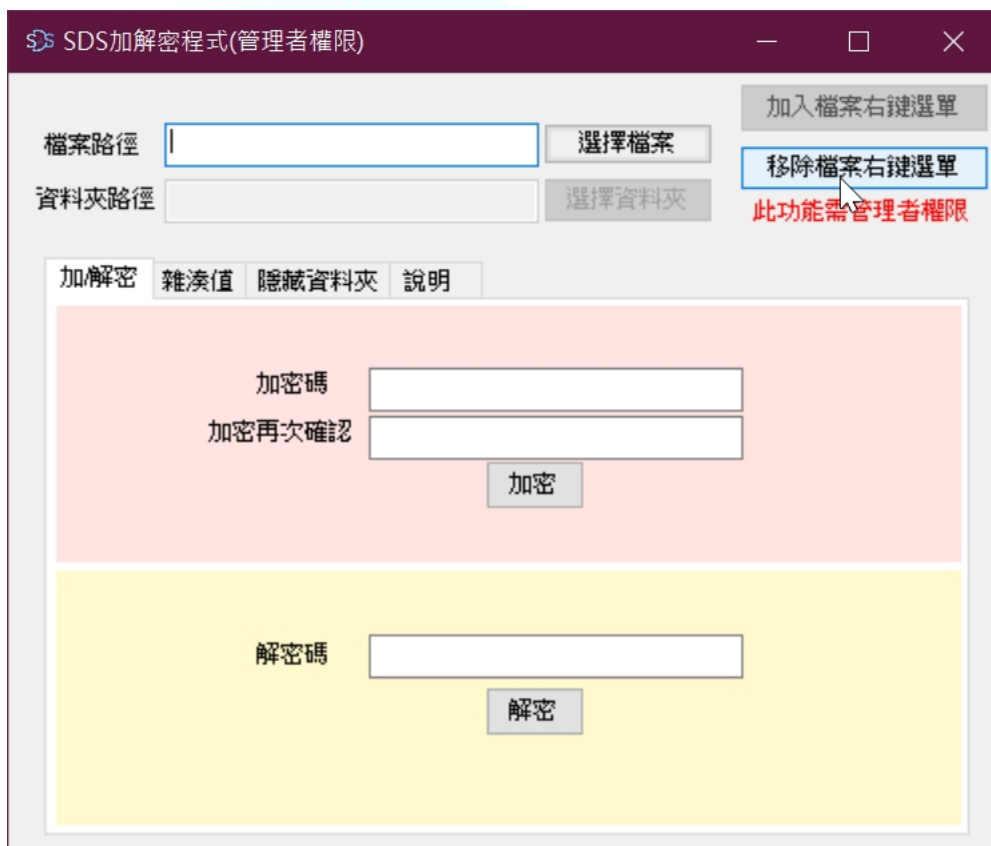 SDS加解密程式(管理者權限)
加入檔案右鍵選單
檔案路徑
選擇檔案
移除檔案右鍵選單
資料夾路徑
選擇資料夾
此功能需管理者權限
加/解密
雜湊值
隱藏資料夾
說明
加密碼
加密再次確認
加密
解密碼
解密